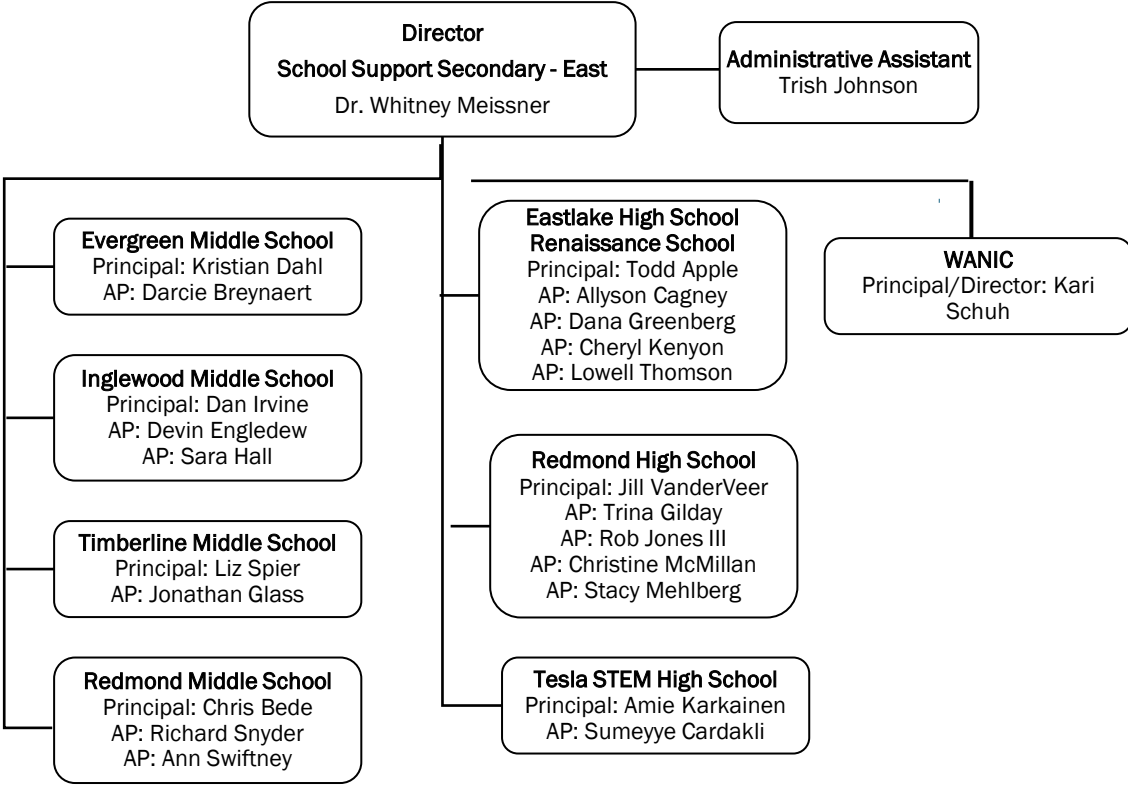 Director
School Support Secondary - East
Dr. Whitney Meissner
Administrative Assistant
Trish Johnson
Evergreen Middle School
Principal: Kristian Dahl
AP: Darcie Breynaert
Inglewood Middle School
Principal: Dan Irvine
AP: Devin Engledew
AP: Sara Hall
Timberline Middle School
Principal: Liz Spier
AP: Jonathan Glass
Redmond Middle School
Principal: Chris Bede
AP: Richard Snyder
AP: Ann Swiftney
Eastlake High School
Renaissance School
Principal: Todd Apple
AP: Allyson Cagney
AP: Dana Greenberg
AP: Cheryl Kenyon
AP: Lowell Thomson
Redmond High School
Principal: Jill VanderVeer
AP: Trina Gilday
AP: Rob Jones III
AP: Christine McMillan
AP: Stacy Mehlberg
Tesla STEM High School
Principal: Amie Karkainen
AP: Sumeyye Cardakli
WANIC
Principal/Director: Kari
Schuh